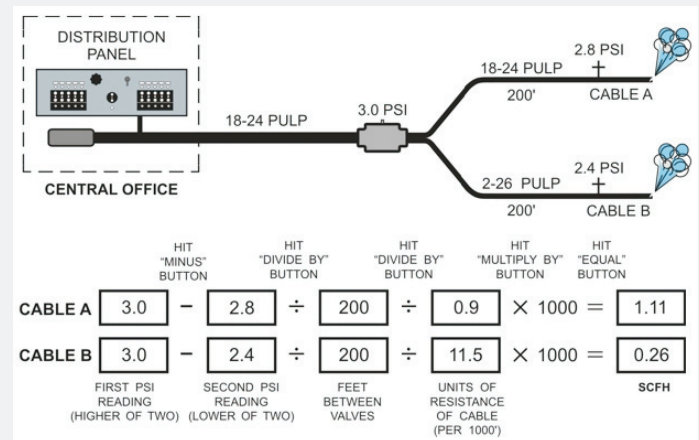 DISTRIBUTION
PANEL
CENTRAL OFFICE
18-24 PULP
3.0 PSI
18-24 PULP
200'
2.8 PSI
CABLE A
2-26 PULP
200'
2.4 PSI
CABLE B
HIT
"MINUS"
BUTTON
HIT
"DIVIDE BY"
BUTTON
HIT
"DIVIDE BY"
BUTTON
HIT
"MULTIPLY BY"
BUTTON
HIT
"EQUAL"
BUTTON
CABLE A 3.0 − 2.8 ÷ 200 ÷ 0.9 × 1000 = 1.11
CABLE B 3.0 − 2.4 ÷ 200 ÷ 11.5 × 1000 = 0.26
FIRST PSI
READING
(HIGHER OF TWO)
SECOND PSI
READING
(LOWER OF TWO)
FEET
BETWEEN
VALVES
UNITS OF
RESISTANCE
OF CABLE
(PER 1000')
SCFH